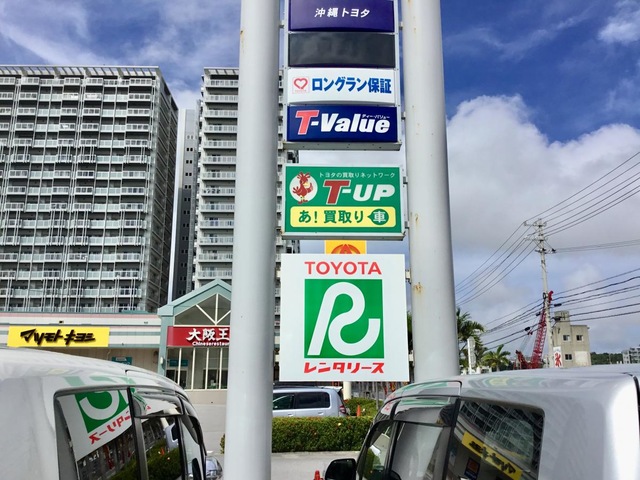 沖縄トヨタ
ロングラン保証
ティー・バリュー
T-Value
トヨタの買取りネットワーク
T-UP
あ!買取り車
TOYOTA
R
レンタリース
マツモトキヨシ
大阪王
Chineserestaurant